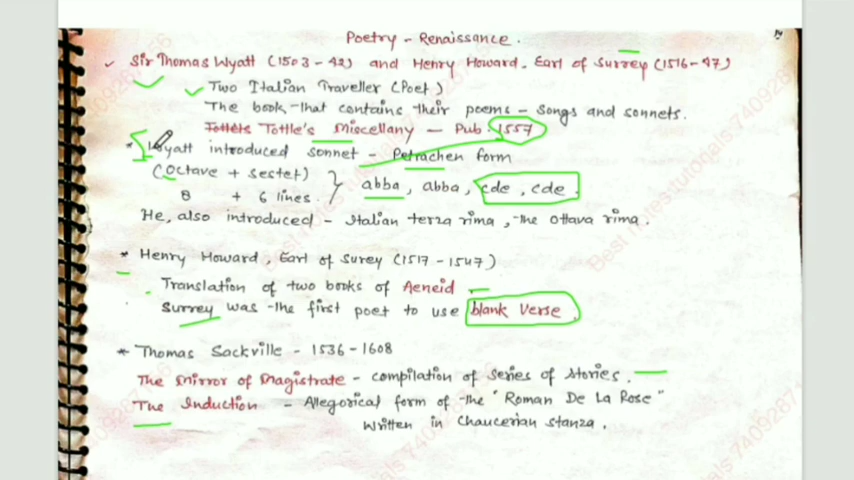 Poetry - Renaissance.
Sir Thomas Wyatt (1503 - 42) and Henry Howard, Earl of Surrey (1516 - 47)
Two Italian Traveller (Poet)
The book that contains their poems - Songs and sonnets.
Tottle's Miscellany - Pub. 1557
* Wyatt introduced sonnet - Petrachen form
(Octave + sestet) } abba, abba, cde, cde.
8 + 6 lines.
He, also introduced - Italian terza rima, the ottava rima.
* Henry Howard, Earl of Surey (1517 - 1547)
Translation of two books of Aeneid
Surrey was the first poet to use blank verse.
* Thomas Sackville - 1536 - 1608
The Mirror of Magistrate - compilation of series of stories.
The Induction - Allegorical form of the "Roman De La Rose"
Written in Chaucerian stanza.